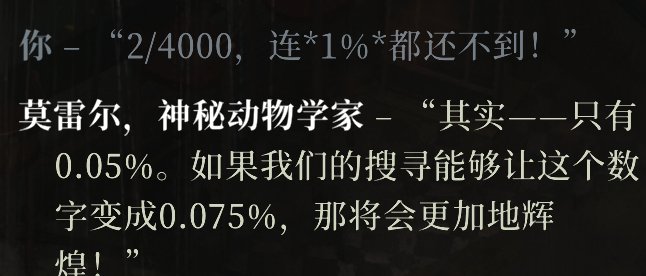 你 – “2/4000，连*1%*都还不到！”
莫雷尔，神秘动物学家 – “其实——只有
0.05%。如果我们的搜寻能够让这个数
字变成0.075%，那将会更加地辉
煌！”